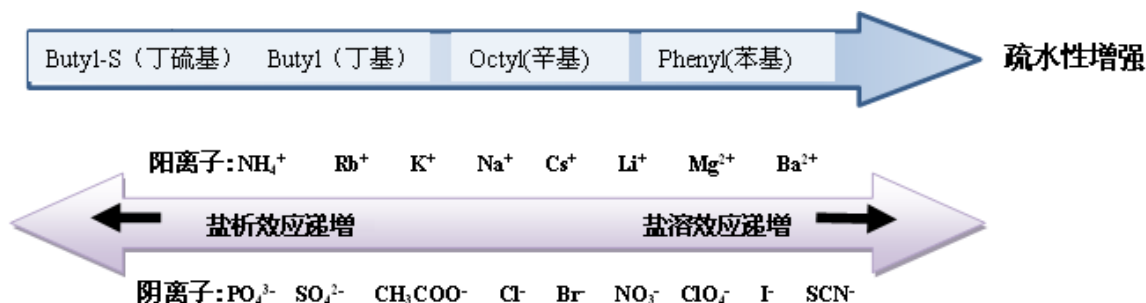 Butyl-S（丁硫基） Butyl（丁基） Octyl(辛基) Phenyl(苯基) 疏水性增强
阳离子:NH₄⁺ Rb⁺ K⁺ Na⁺ Cs⁺ Li⁺ Mg²⁺ Ba²⁺
盐析效应递增 盐溶效应递增
阴离子:PO₄³⁻ SO₄²⁻ CH₃COO⁻ Cl⁻ Br⁻ NO₃⁻ ClO₄⁻ I⁻ SCN⁻